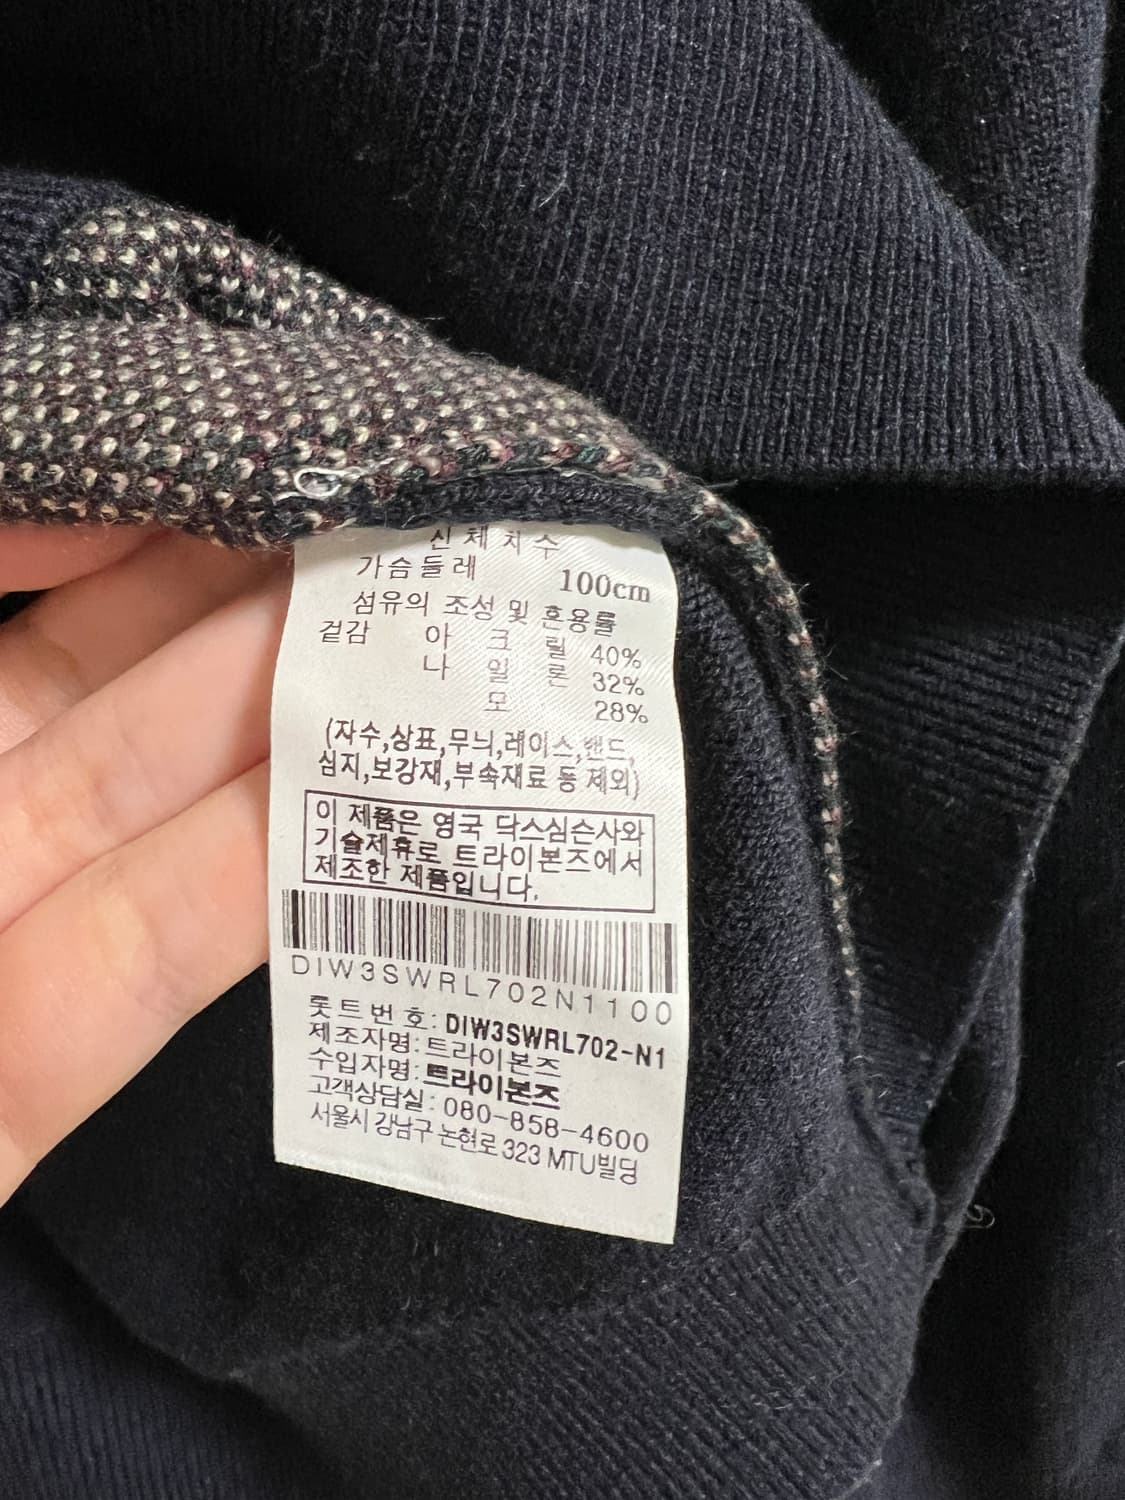 신체치수
가슴둘레 100cm
섬유의 조성 및 혼용률
겉감 아크릴 40%
나일론 32%
모 28%
(자수,상표,무늬,레이스,밴드,
심지,보강재,부속재료 등 제외)
이 제품은 영국 닥스심슨사와
기술제휴로 트라이본즈에서
제조한 제품입니다.
DIW3SWRL702N1100
롯트번호: DIW3SWRL702-N1
제조자명: 트라이본즈
수입자명: 트라이본즈
고객상담실: 080-858-4600
서울시 강남구 논현로 323 MTU빌딩